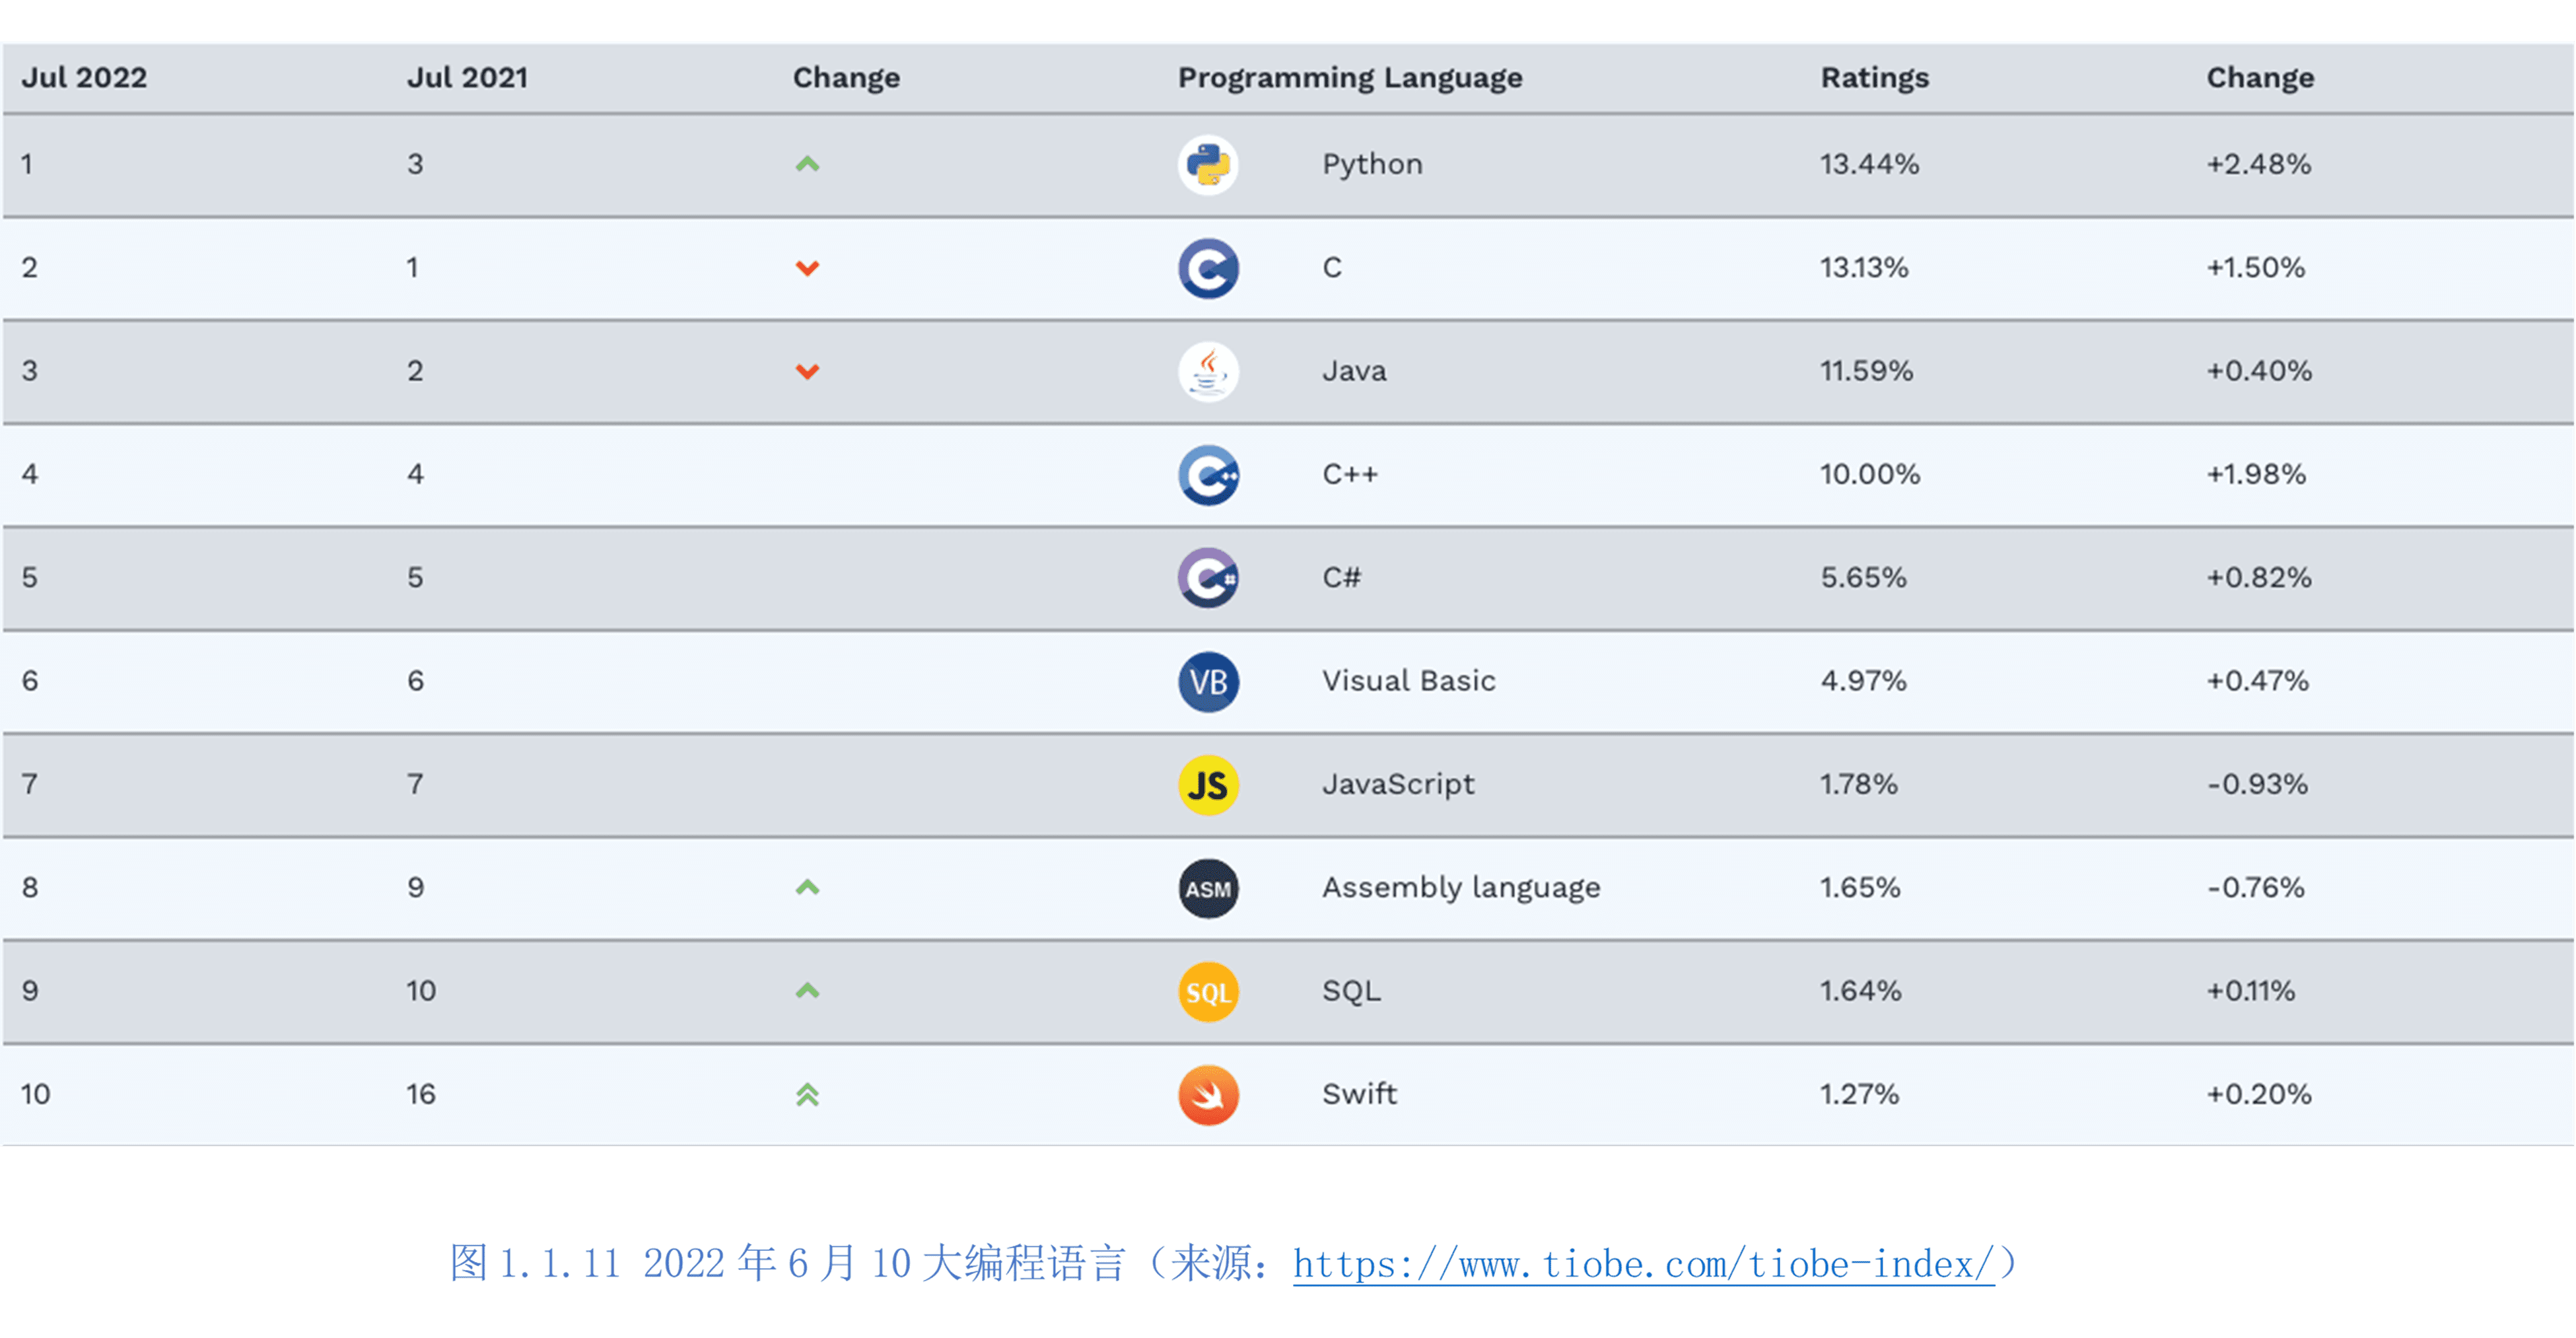 Jul 2022 Jul 2021 Change Programming Language Ratings Change
1 3 Python 13.44% +2.48%
2 1 C C 13.13% +1.50%
3 2 Java 11.59% +0.40%
4 4 C++ C++ 10.00% +1.98%
5 5 C# C# 5.65% +0.82%
6 6 VB Visual Basic 4.97% +0.47%
7 7 JS JavaScript 1.78% -0.93%
8 9 ASM Assembly language 1.65% -0.76%
9 10 SQL SQL 1.64% +0.11%
10 16 Swift 1.27% +0.20%
图 1.1.11 2022 年 6 月 10 大编程语言（来源：https://www.tiobe.com/tiobe-index/）